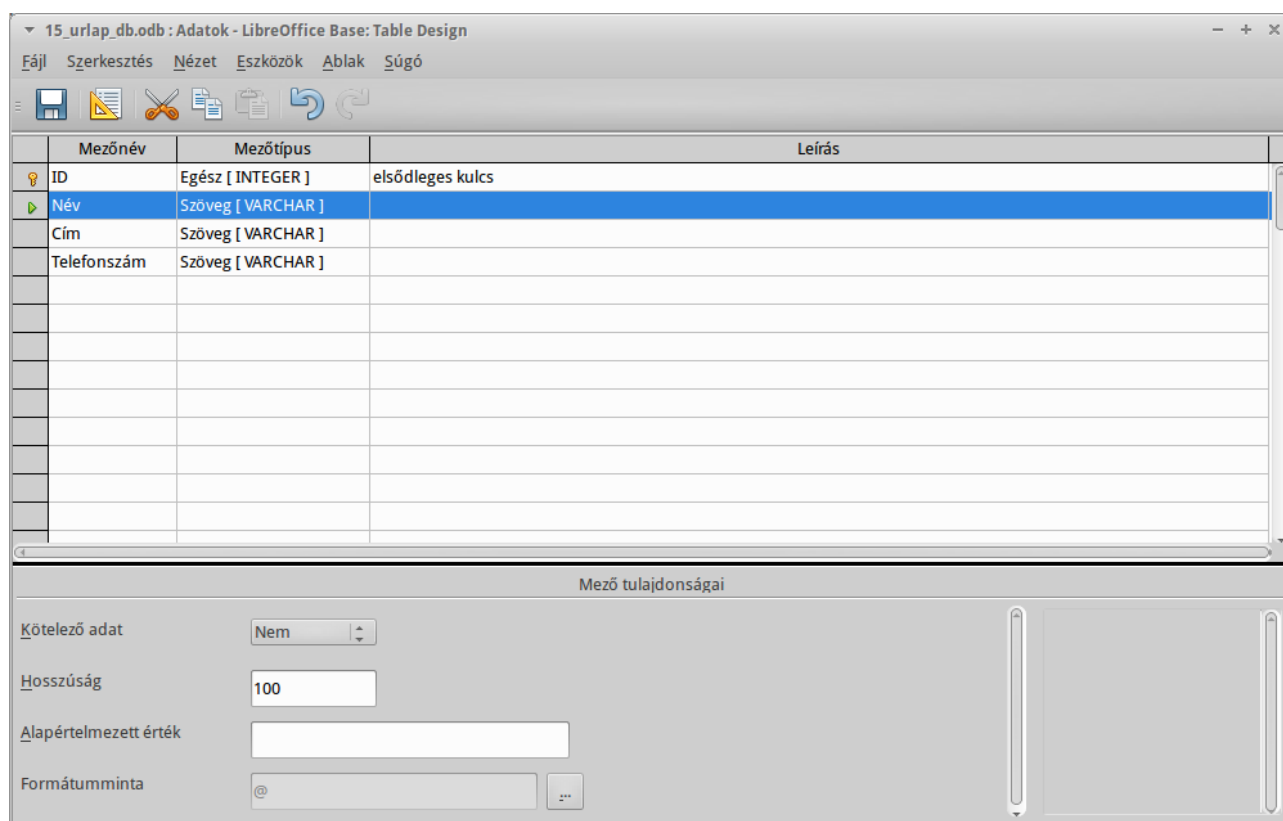 15_urlap_db.odb : Adatok - LibreOffice Base: Table Design
Fájl Szerkesztés Nézet Eszközök Ablak Súgó
Mezőnév Mezőtípus Leírás
ID Egész [ INTEGER ] elsődleges kulcs
Név Szöveg [ VARCHAR ]
Cím Szöveg [ VARCHAR ]
Telefonszám Szöveg [ VARCHAR ]
Mező tulajdonságai
Kötelező adat Nem
Hosszúság 100
Alapértelmezett érték
Formátumminta @ ...